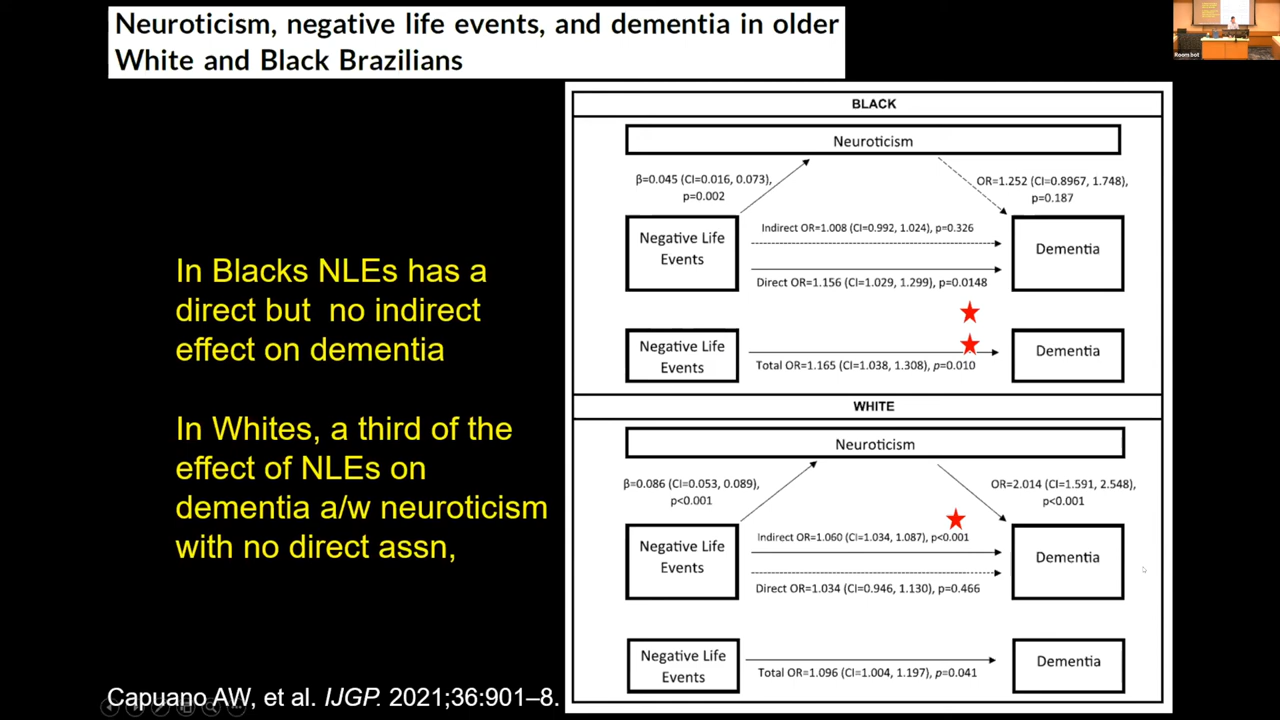 Neuroticism, negative life events, and dementia in older
White and Black Brazilians
Room bot
In Blacks NLEs has a
direct but no indirect
effect on dementia
In Whites, a third of the
effect of NLEs on
dementia a/w neuroticism
with no direct assn,
BLACK
Neuroticism
β=0.045 (CI=0.016, 0.073),
p=0.002
OR=1.252 (CI=0.8967, 1.748),
p=0.187
Negative Life
Events
Indirect OR=1.008 (CI=0.992, 1.024), p=0.326
Direct OR=1.156 (CI=1.029, 1.299), p=0.0148
Dementia
Negative Life
Events
Total OR=1.165 (CI=1.038, 1.308), p=0.010
Dementia
WHITE
Neuroticism
β=0.086 (CI=0.053, 0.089),
p<0.001
OR=2.014 (CI=1.591, 2.548),
p<0.001
Negative Life
Events
Indirect OR=1.060 (CI=1.034, 1.087), p<0.001
Direct OR=1.034 (CI=0.946, 1.130), p=0.466
Dementia
Negative Life
Events
Total OR=1.096 (CI=1.004, 1.197), p=0.041
Dementia
Capuano AW, et al. IJGP. 2021;36:901–8.